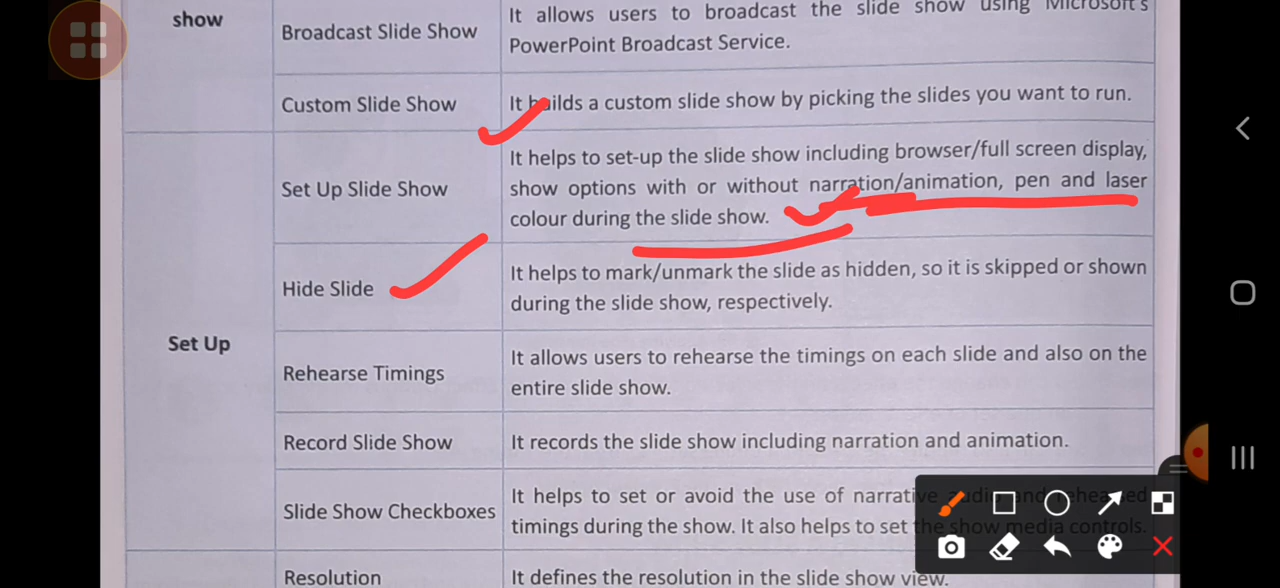 show
Broadcast Slide Show
It allows users to broadcast the slide show using Microsoft's
PowerPoint Broadcast Service.
Custom Slide Show
It builds a custom slide show by picking the slides you want to run.
Set Up
Set Up Slide Show
It helps to set-up the slide show including browser/full screen display,
show options with or without narration/animation, pen and laser
colour during the slide show.
Hide Slide
It helps to mark/unmark the slide as hidden, so it is skipped or shown
during the slide show, respectively.
Rehearse Timings
It allows users to rehearse the timings on each slide and also on the
entire slide show.
Record Slide Show
It records the slide show including narration and animation.
Slide Show Checkboxes
It helps to set or avoid the use of narrative audio and rehearsed
timings during the show. It also helps to set the show media controls.
Resolution
It defines the resolution in the slide show view.